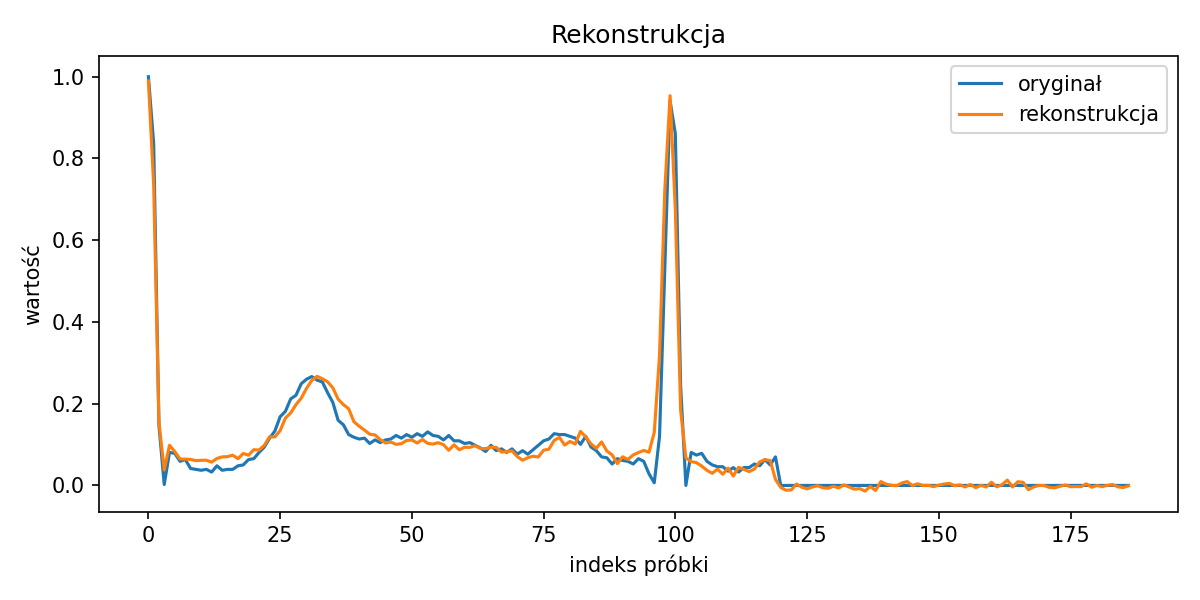 Rekonstrukcja
oryginał
rekonstrukcja
wartość
1.0
0.8
0.6
0.4
0.2
0.0
0 25 50 75 100 125 150 175
indeks próbki